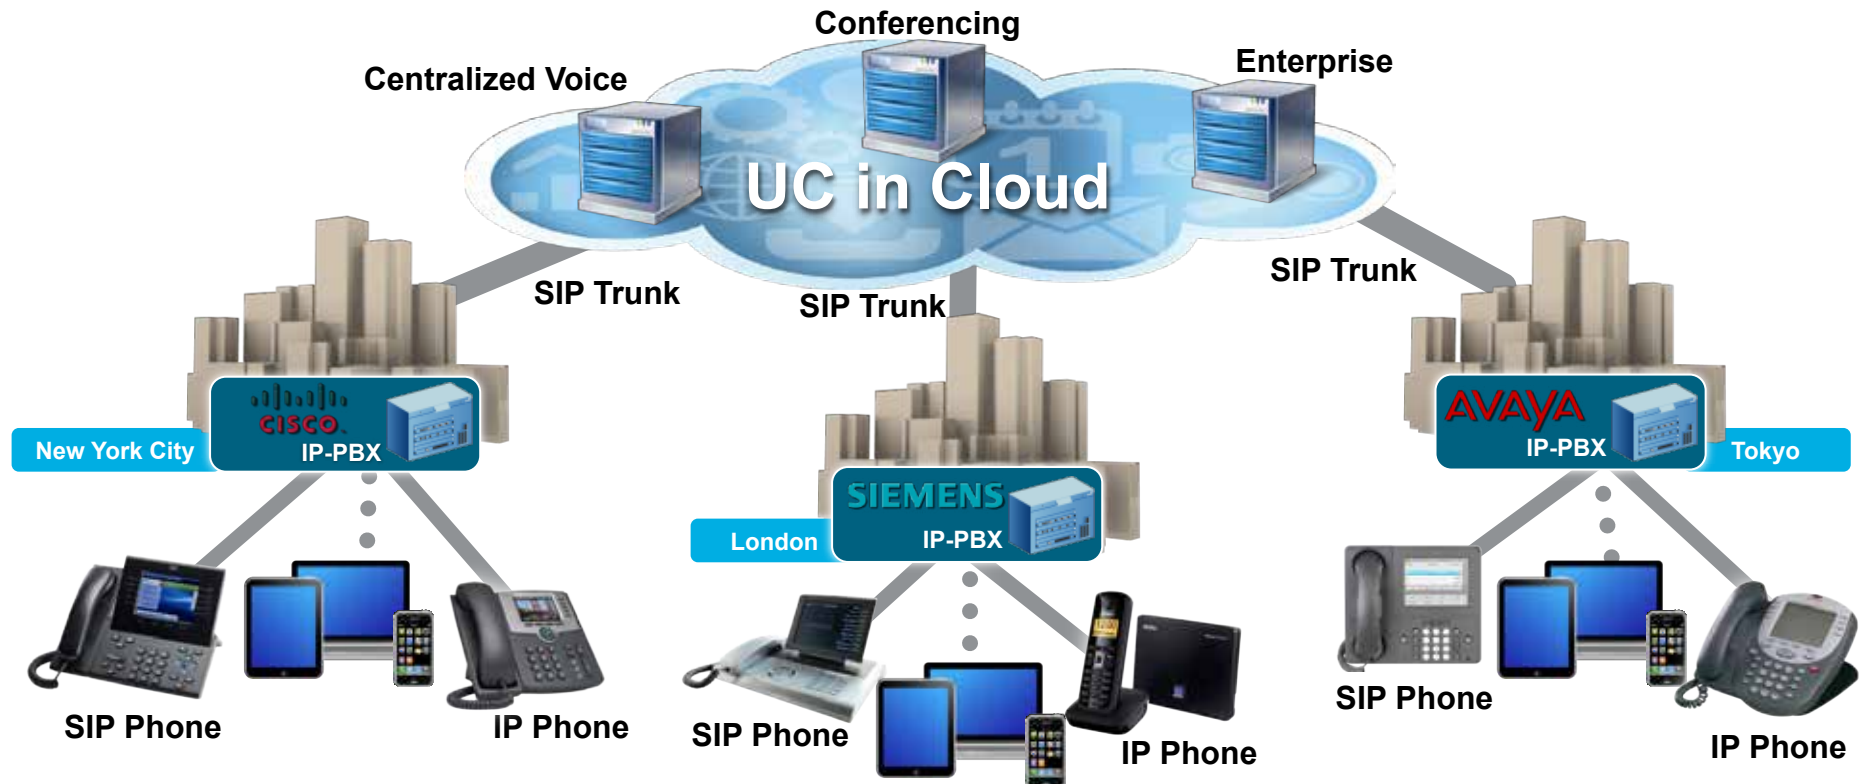 Conferencing
Centralized Voice
Enterprise
UC in Cloud
SIP Trunk
SIP Trunk
SIP Trunk
CISCO
IP-PBX
New York City
SIEMENS
IP-PBX
London
AVAYA
IP-PBX
Tokyo
SIP Phone
IP Phone
SIP Phone
IP Phone
SIP Phone
IP Phone